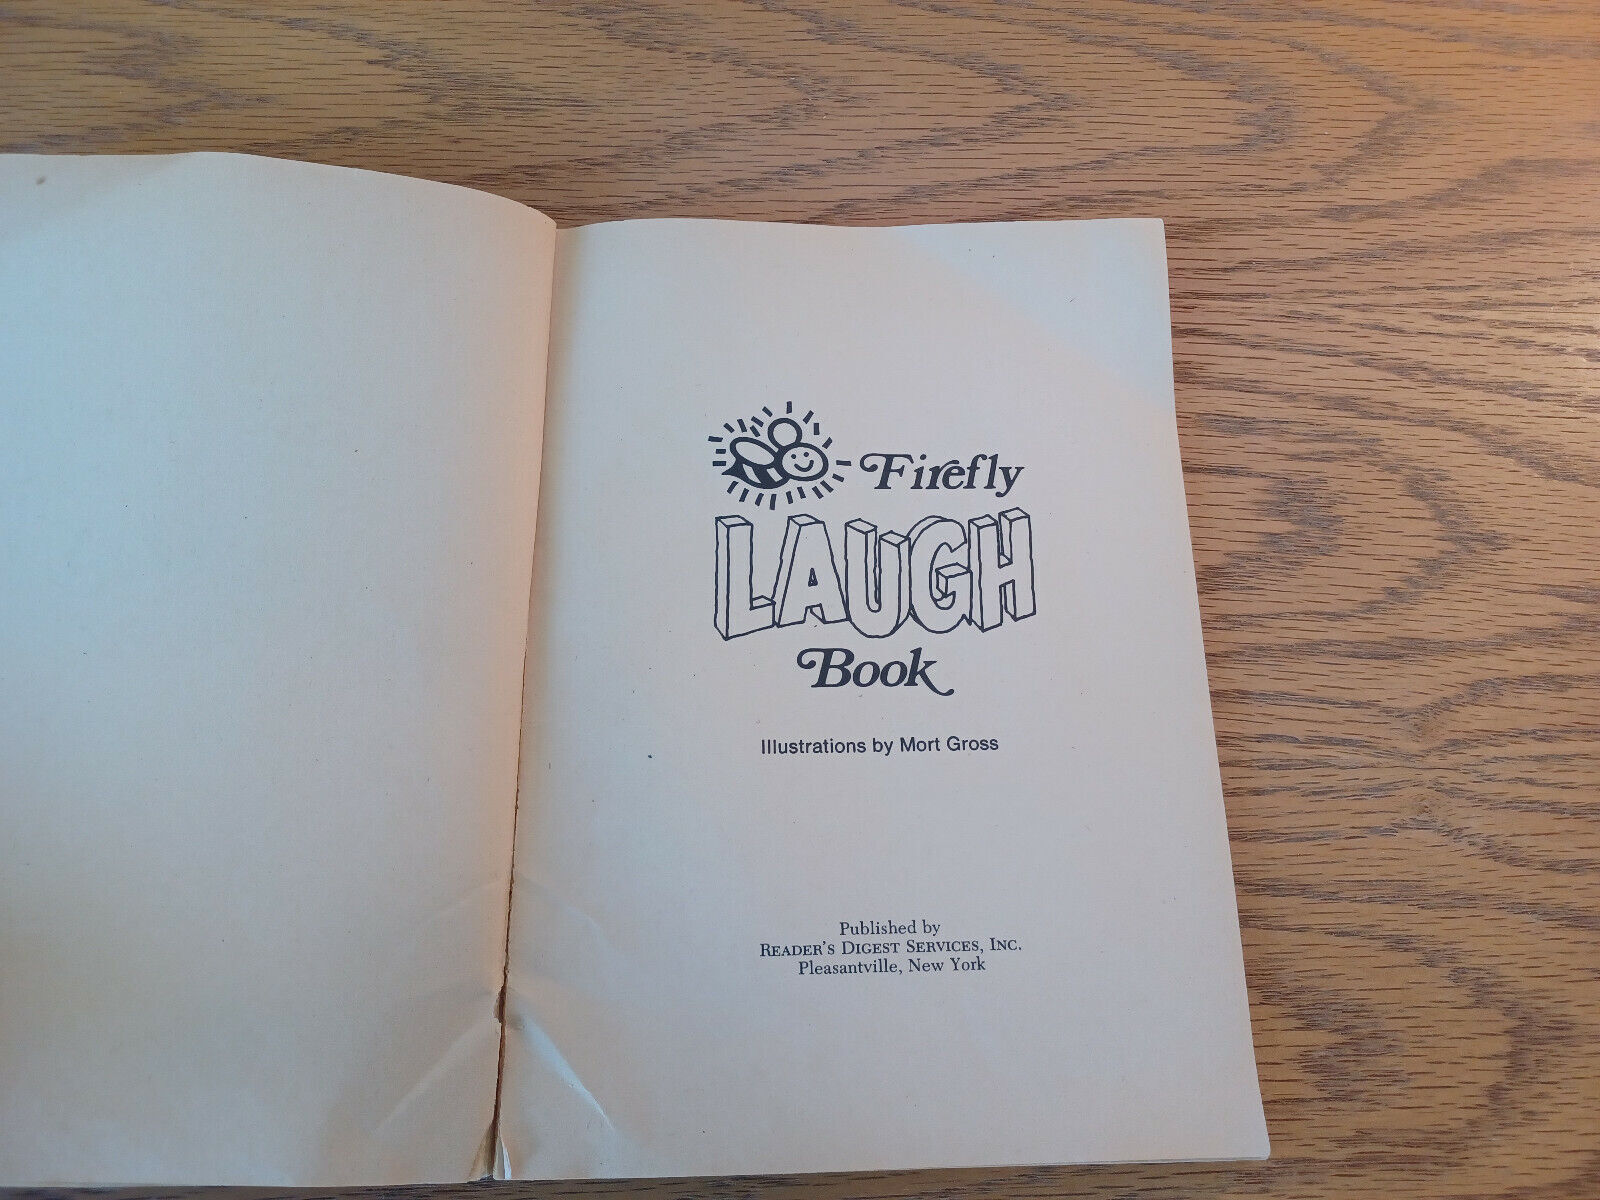 Firefly
LAUGH
Book
Illustrations by Mort Gross
Published by
READER'S DIGEST SERVICES, INC.
Pleasantville, New York